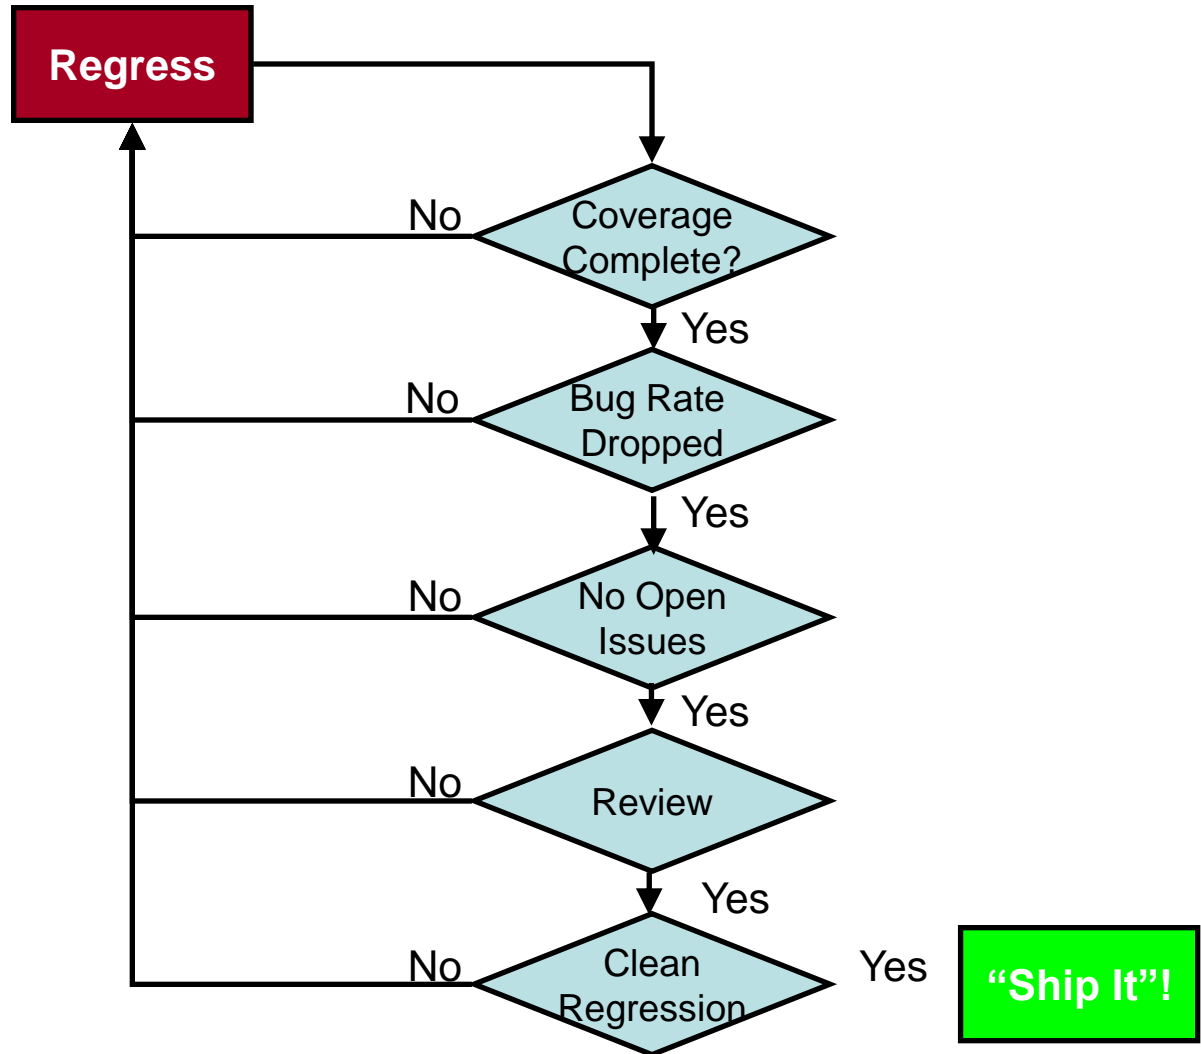 Regress
No
Coverage
Complete?
Yes
No
Bug Rate
Dropped
Yes
No
No Open
Issues
Yes
No
Review
Yes
No
Clean
Regression
Yes
“Ship It”!